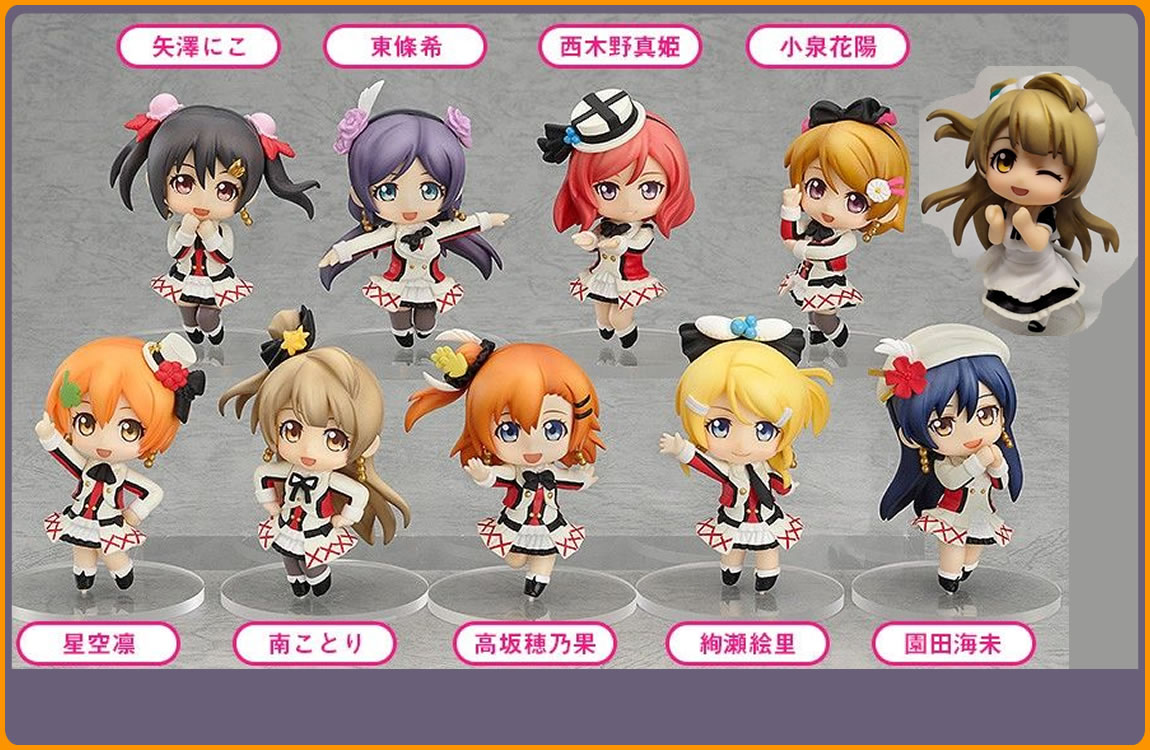 矢澤にこ
東條希
西木野真姫
小泉花陽
星空凛
南ことり
高坂穂乃果
絢瀬絵里
園田海未